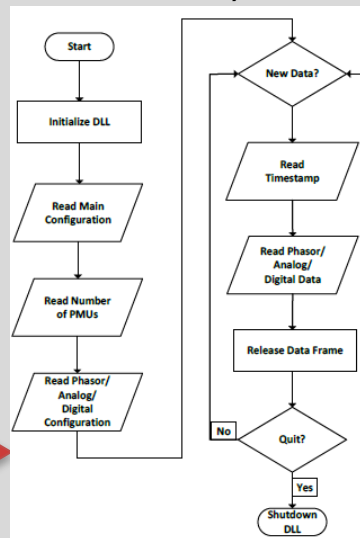 Start
Initialize DLL
Read Main
Configuration
Read Number
of PMUs
Read Phasor/
Analog/
Digital
Configuration
New Data?
Read
Timestamp
Read Phasor/
Analog/
Digital Data
Release Data Frame
No
Quit?
Yes
Shutdown
DLL